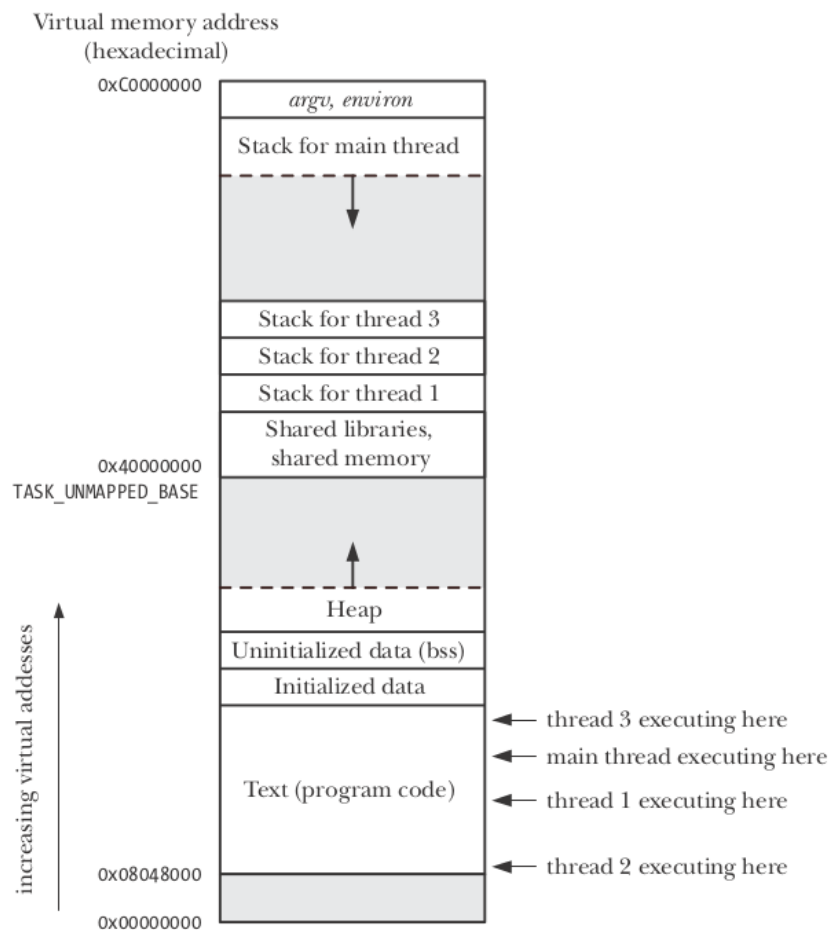 Virtual memory address
(hexadecimal)
0xC0000000
argv, environ
Stack for main thread
Stack for thread 3
Stack for thread 2
Stack for thread 1
Shared libraries,
shared memory
0x40000000
TASK_UNMAPPED_BASE
Heap
Uninitialized data (bss)
Initialized data
thread 3 executing here
main thread executing here
Text (program code)
thread 1 executing here
thread 2 executing here
increasing virtual addesses
0x08048000
0x00000000